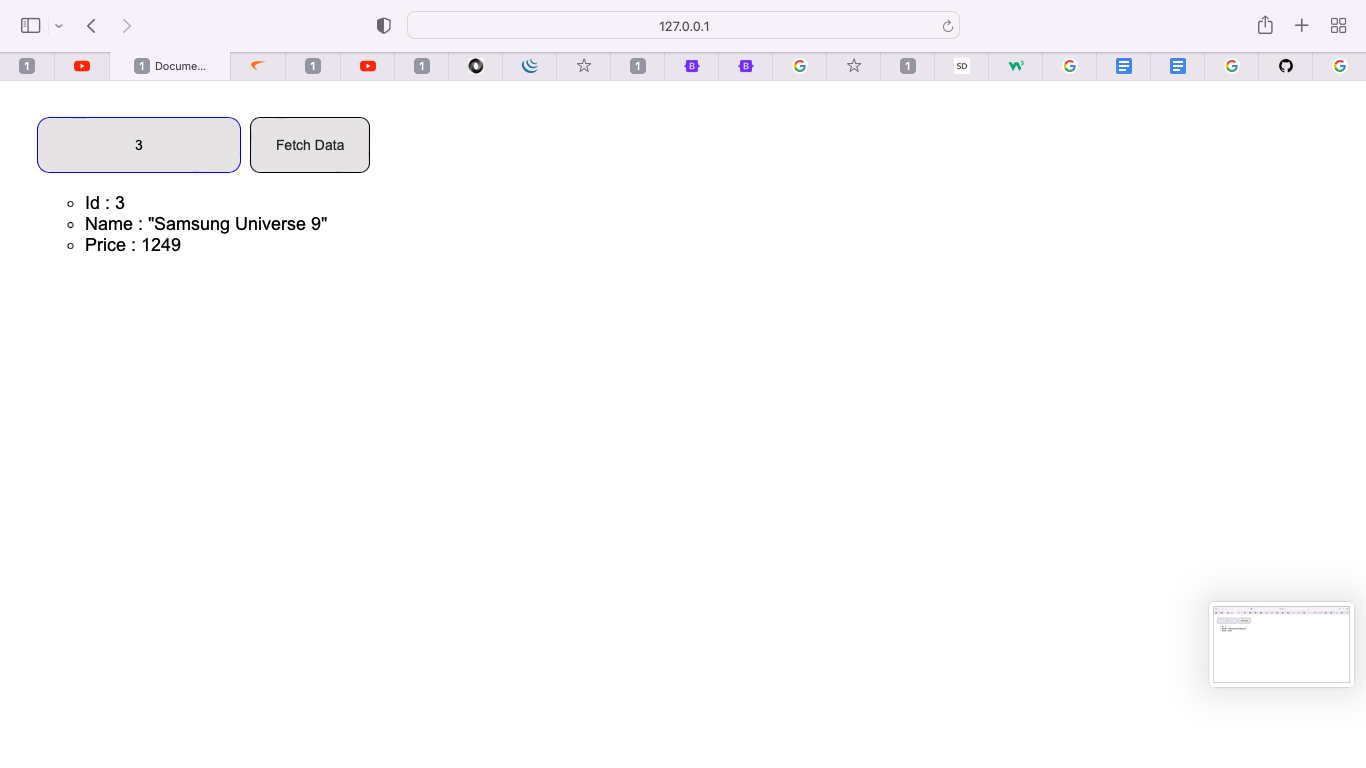 127.0.0.1
1
1 Docume...
1
1
1
B
B
1
SD
3
Fetch Data
Id : 3
Name : "Samsung Universe 9"
Price : 1249